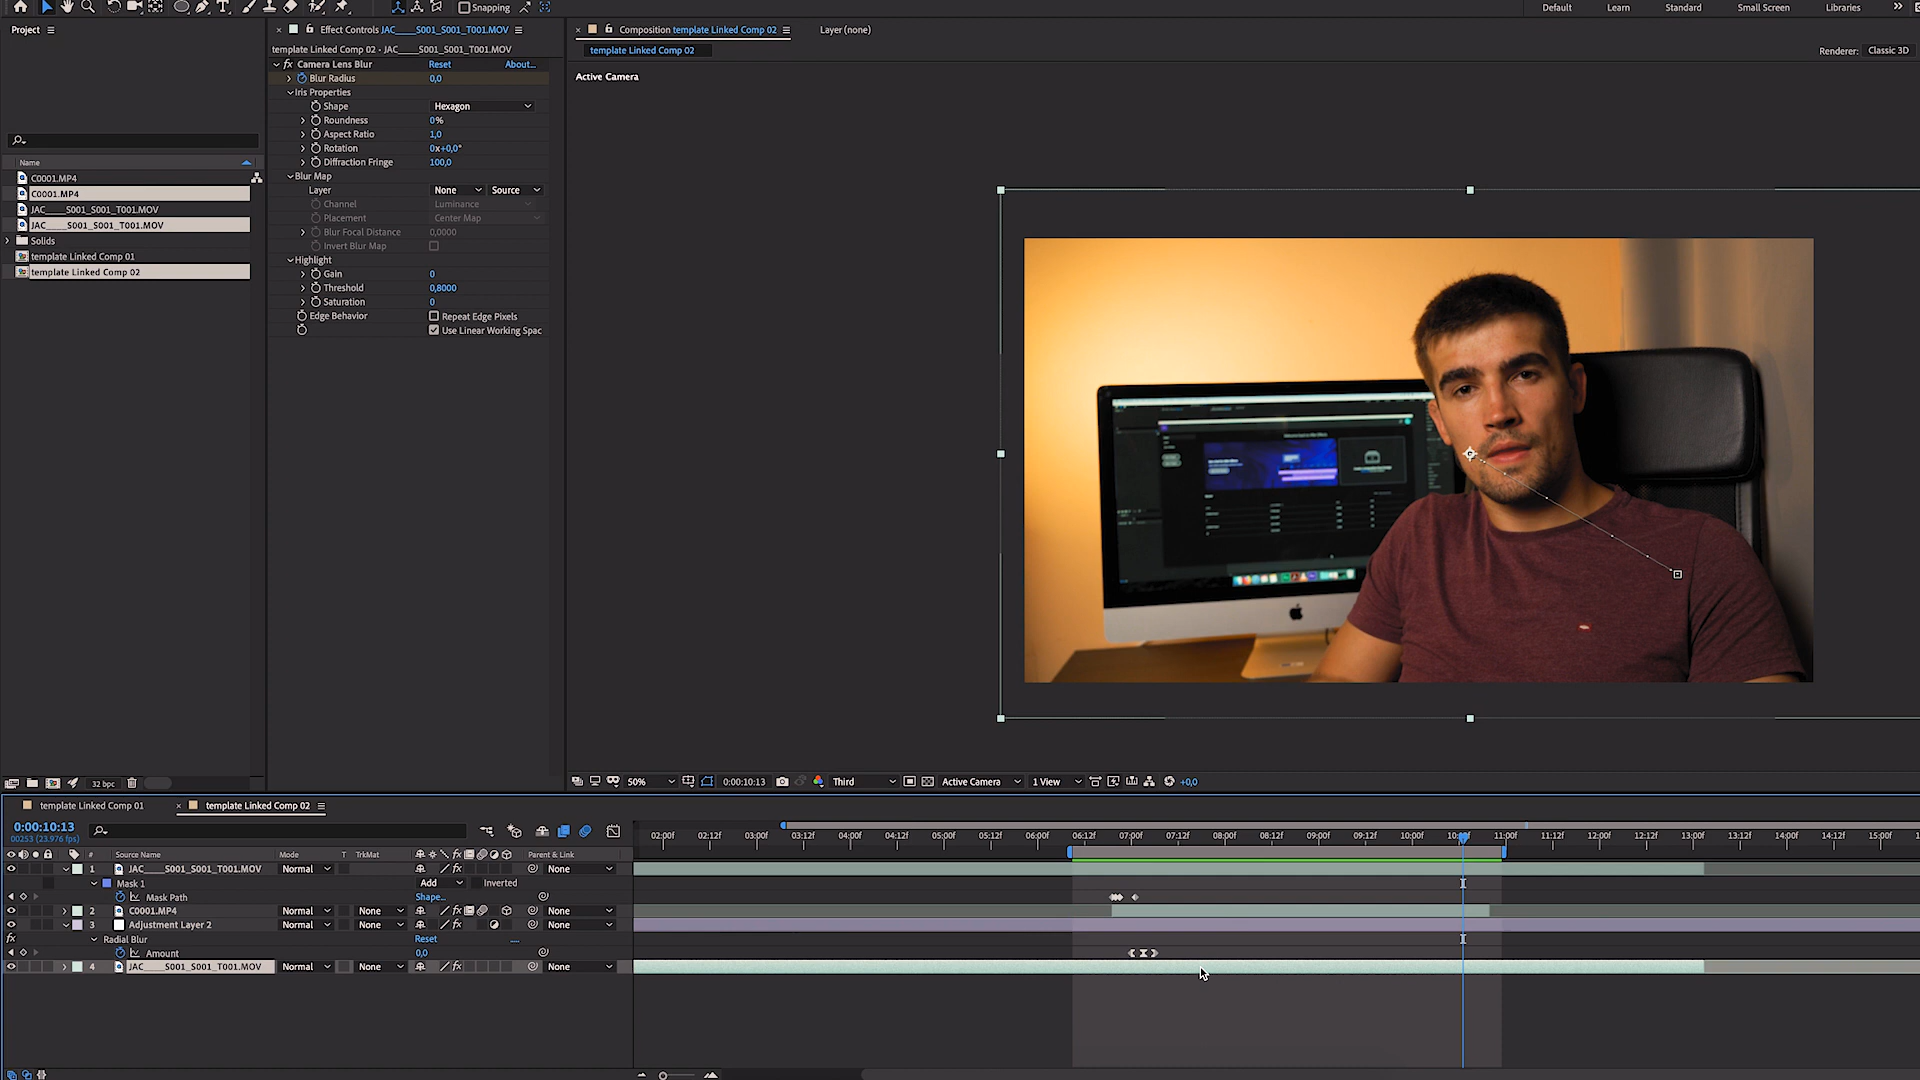 Snapping
Default
Learn
Standard
Small Screen
Libraries
Project
Effect Controls JAC____S001_S001_T001.MOV
Composition template Linked Comp 02
Layer (none)
template Linked Comp 02 • JAC____S001_S001_T001.MOV
template Linked Comp 02
Renderer:
Classic 3D
Camera Lens Blur
Reset
About...
Active Camera
Blur Radius
0,0
Iris Properties
Shape
Hexagon
Roundness
0%
Aspect Ratio
1,0
Rotation
0x+0,0°
Diffraction Fringe
100,0
Blur Map
Layer
None
Source
Channel
Luminance
Placement
Center Map
Blur Focal Distance
0,0000
Invert Blur Map
Highlight
Gain
0
Threshold
0,8000
Saturation
0
Edge Behavior
Repeat Edge Pixels
Use Linear Working Spac
Name
C0001.MP4
C0001.MP4
JAC____S001_S001_T001.MOV
JAC____S001_S001_T001.MOV
Solids
template Linked Comp 01
template Linked Comp 02
32 bpc
50%
0:00:10:13
Third
Active Camera
1 View
+0,0
template Linked Comp 01
template Linked Comp 02
0:00:10:13
00253 (23.976 fps)
02:00f
02:12f
03:00f
03:12f
04:00f
04:12f
05:00f
05:12f
06:00f
06:12f
07:00f
07:12f
08:00f
08:12f
09:00f
09:12f
10:00f
11:00f
11:12f
12:00f
12:12f
13:00f
13:12f
14:00f
14:12f
15:00f
#
Source Name
Mode
T
TrkMat
Parent & Link
1
JAC____S001_S001_T001.MOV
Normal
None
Mask 1
Add
Inverted
Mask Path
Shape...
2
C0001.MP4
Normal
None
None
3
Adjustment Layer 2
Normal
None
None
Radial Blur
Reset
Amount
0,0
4
JAC____S001_S001_T001.MOV
Normal
None
None